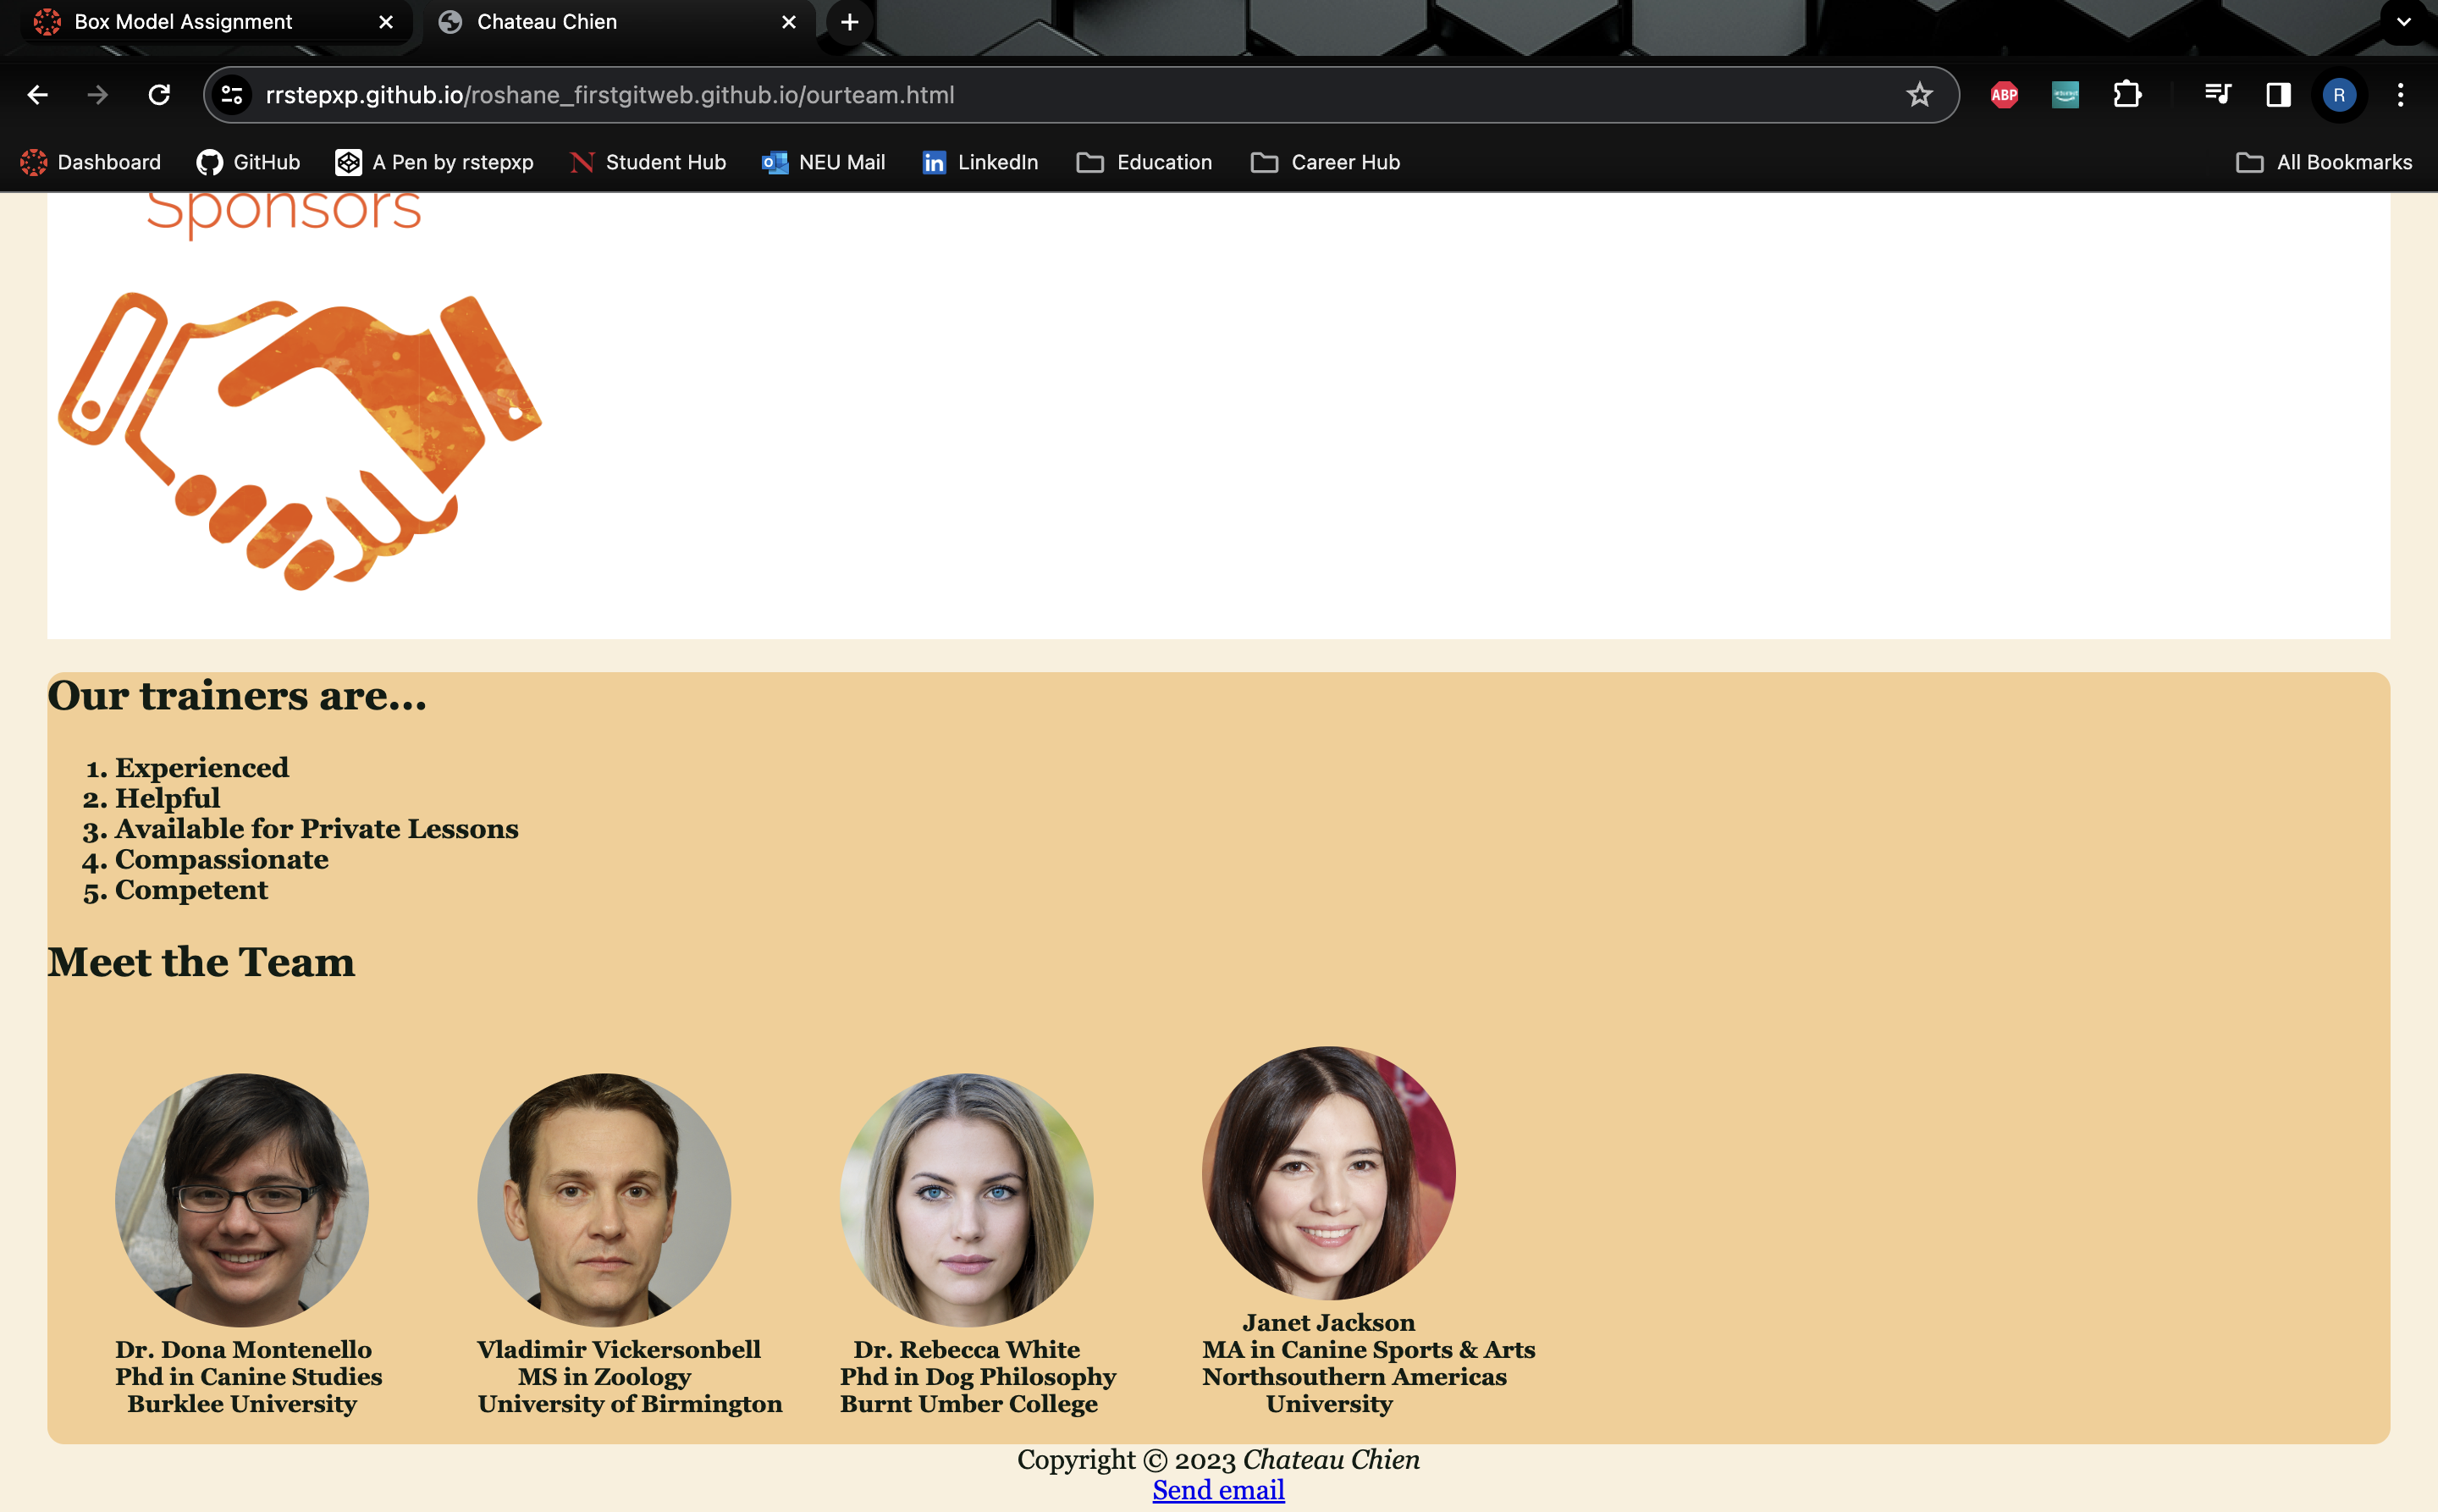 Box Model Assignment
Chateau Chien
rrstepxp.github.io/roshane_firstgitweb.github.io/ourteam.html
ABP
R
Dashboard
GitHub
A Pen by rstepxp
N Student Hub
NEU Mail
in LinkedIn
Education
Career Hub
All Bookmarks
Sponsors
Our trainers are...
1. Experienced
2. Helpful
3. Available for Private Lessons
4. Compassionate
5. Competent
Meet the Team
Dr. Dona Montenello
Phd in Canine Studies
Burklee University
Vladimir Vickersonbell
MS in Zoology
University of Birmington
Dr. Rebecca White
Phd in Dog Philosophy
Burnt Umber College
Janet Jackson
MA in Canine Sports & Arts
Northsouthern Americas
University
Copyright © 2023 Chateau Chien
Send email